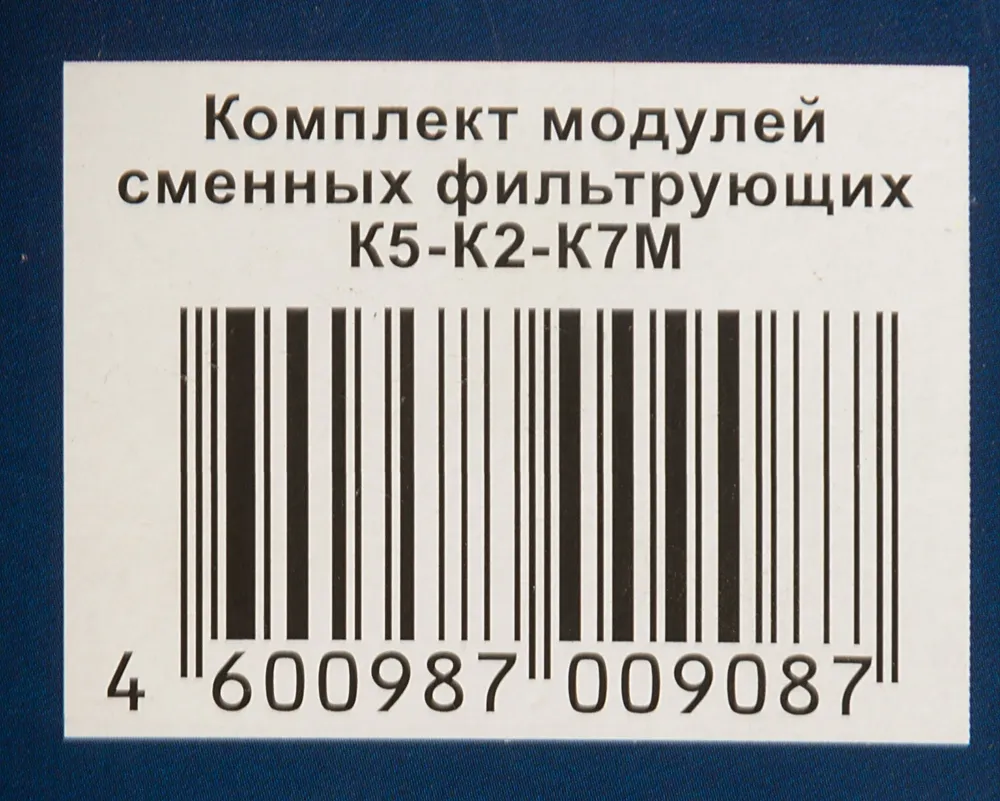 Комплект модулей
сменных фильтрующих
К5-К2-К7М
4 600987 009087